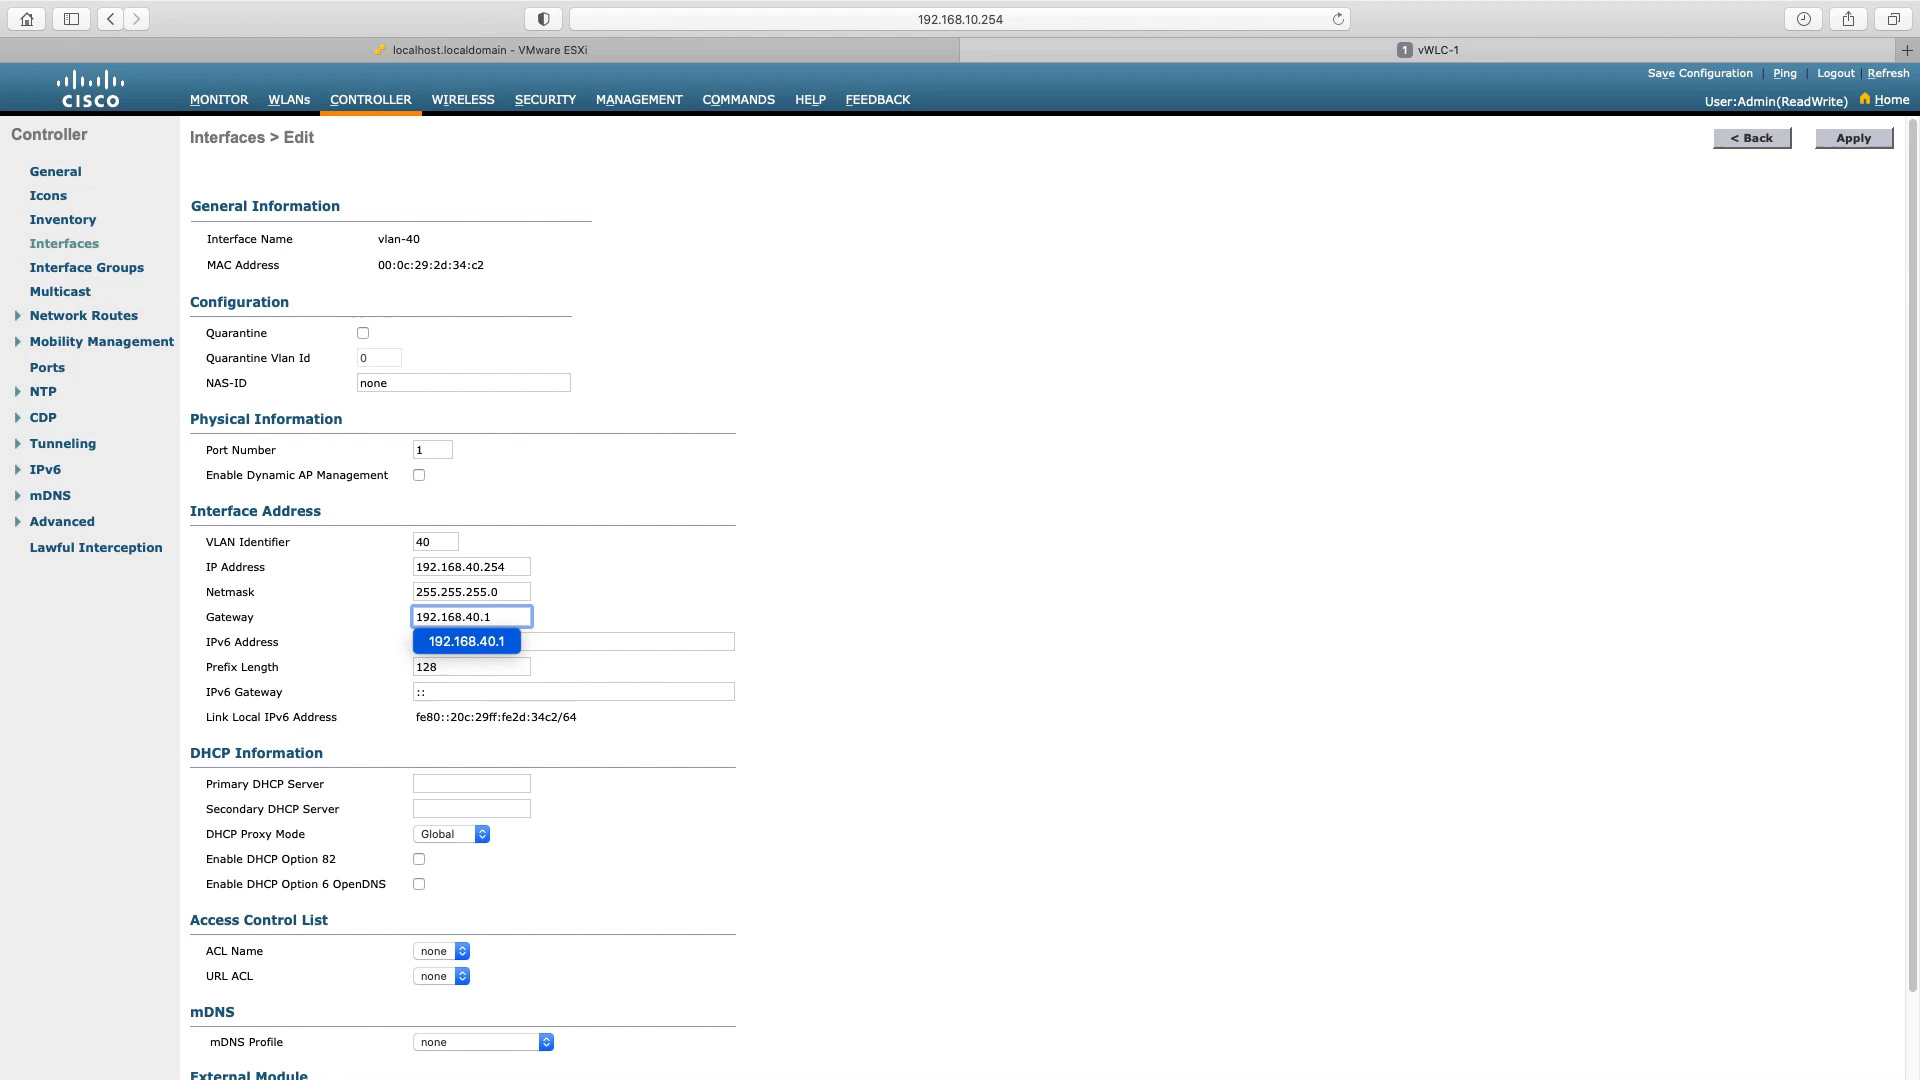 192.168.10.254
localhost.localdomain - VMware ESXi
1 vWLC-1
Save Configuration | Ping | Logout | Refresh
CISCO
MONITOR WLANs CONTROLLER WIRELESS SECURITY MANAGEMENT COMMANDS HELP FEEDBACK
User:Admin(ReadWrite) Home
Controller
General
Icons
Inventory
Interfaces
Interface Groups
Multicast
Network Routes
Mobility Management
Ports
NTP
CDP
Tunneling
IPv6
mDNS
Advanced
Lawful Interception
Interfaces > Edit
< Back Apply
General Information
Interface Name vlan-40
MAC Address 00:0c:29:2d:34:c2
Configuration
Quarantine
Quarantine Vlan Id 0
NAS-ID none
Physical Information
Port Number 1
Enable Dynamic AP Management
Interface Address
VLAN Identifier 40
IP Address 192.168.40.254
Netmask 255.255.255.0
Gateway 192.168.40.1
IPv6 Address 192.168.40.1
Prefix Length 128
IPv6 Gateway ::
Link Local IPv6 Address fe80::20c:29ff:fe2d:34c2/64
DHCP Information
Primary DHCP Server
Secondary DHCP Server
DHCP Proxy Mode Global
Enable DHCP Option 82
Enable DHCP Option 6 OpenDNS
Access Control List
ACL Name none
URL ACL none
mDNS
mDNS Profile none
External Module